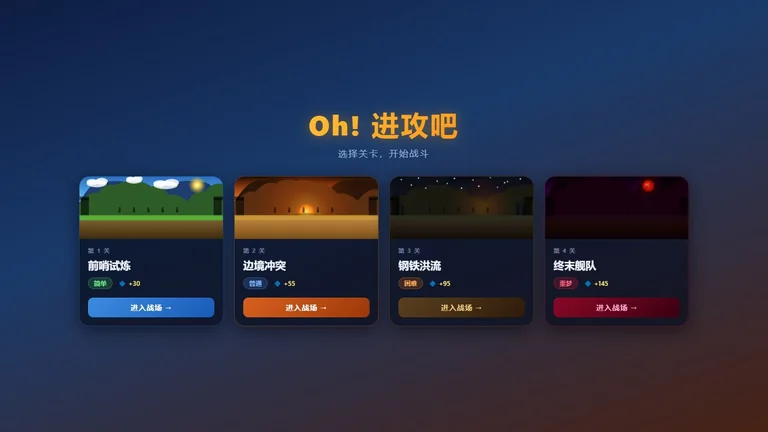 Oh! 进攻吧
选择关卡，开始战斗
第 1 关
前哨试炼
简单 +30
进入战场 →
第 2 关
边境冲突
普通 +55
进入战场 →
第 3 关
钢铁洪流
困难 +95
进入战场 →
第 4 关
终末舰队
噩梦 +145
进入战场 →